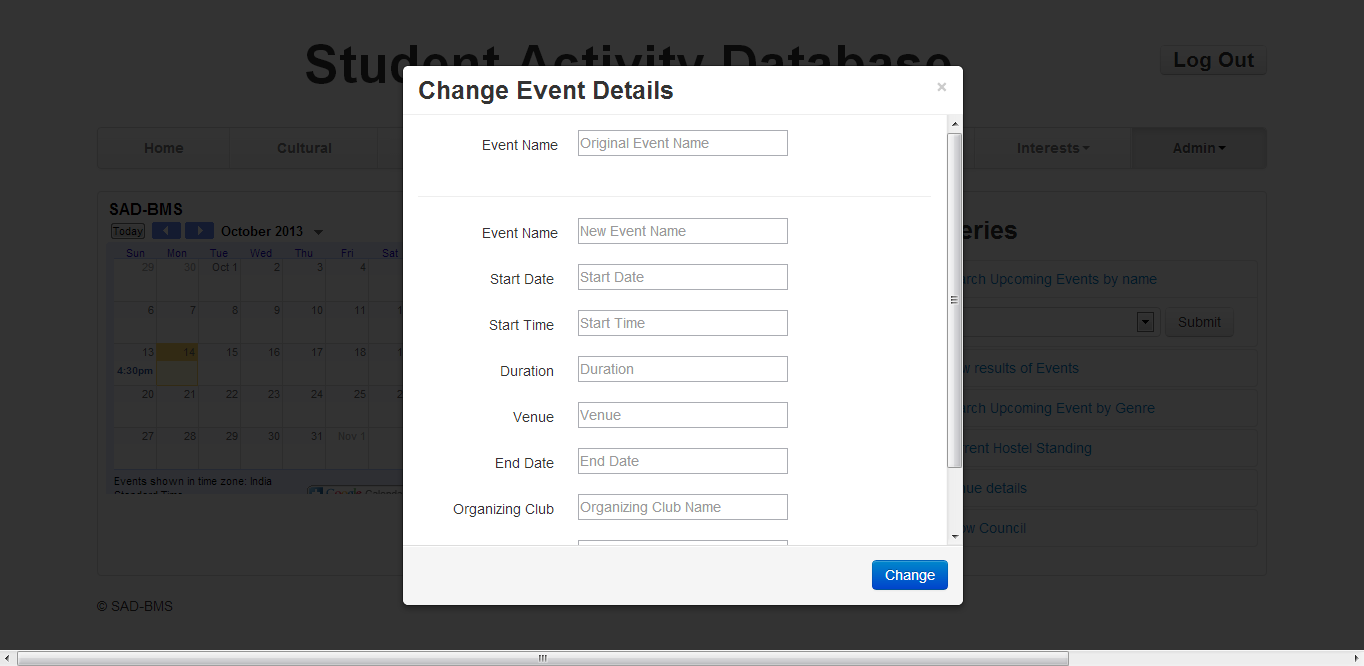 Student Activity Database
Log Out
Home
Cultural
Interests
Admin
Change Event Details
×
Event Name
Original Event Name
Event Name
New Event Name
Start Date
Start Date
Start Time
Start Time
Duration
Duration
Venue
Venue
End Date
End Date
Organizing Club
Organizing Club Name
Change
SAD-BMS
Today
October 2013
Sun Mon Tue Wed Thu Fri Sat
29 30 Oct 1 2 3 4
6 7 8 9 10 11
13 14 15 16 17 18
4:30pm
20 21 22 23 24 25
27 28 29 30 31 Nov 1
Events shown in time zone: India
Standard Time
Google Calendar
eries
rch Upcoming Events by name
Submit
w results of Events
rch Upcoming Event by Genre
rent Hostel Standing
ue details
w Council
© SAD-BMS